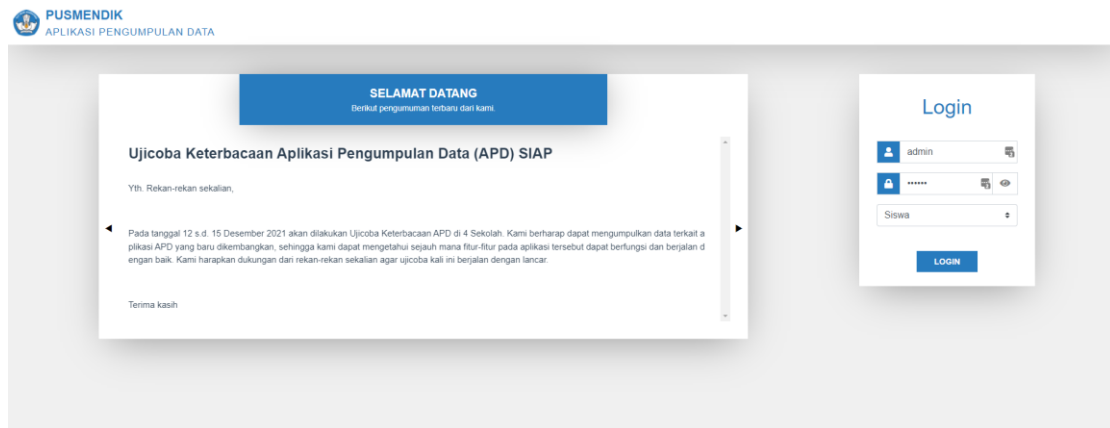 PUSMENDIK
APLIKASI PENGUMPULAN DATA
SELAMAT DATANG
Berikut pengumuman terbaru dari kami.
Ujicoba Keterbacaan Aplikasi Pengumpulan Data (APD) SIAP
Yth. Rekan-rekan sekalian,
Pada tanggal 12 s.d. 15 Desember 2021 akan dilakukan Ujicoba Keterbacaan APD di 4 Sekolah. Kami berharap dapat mengumpulkan data terkait a
plikasi APD yang baru dikembangkan, sehingga kami dapat mengetahui sejauh mana fitur-fitur pada aplikasi tersebut dapat berfungsi dan berjalan d
engan baik. Kami harapkan dukungan dari rekan-rekan sekalian agar ujicoba kali ini berjalan dengan lancar.
Terima kasih
Login
admin
••••••
Siswa
LOGIN